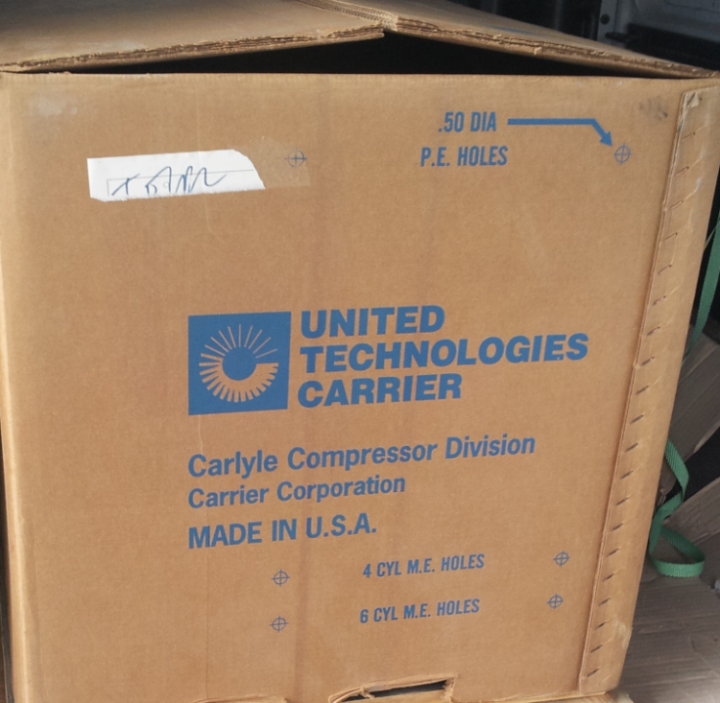 .50 DIA
P.E. HOLES
UNITED
TECHNOLOGIES
CARRIER
Carlyle Compressor Division
Carrier Corporation
MADE IN U.S.A.
4 CYL M.E. HOLES
6 CYL M.E. HOLES